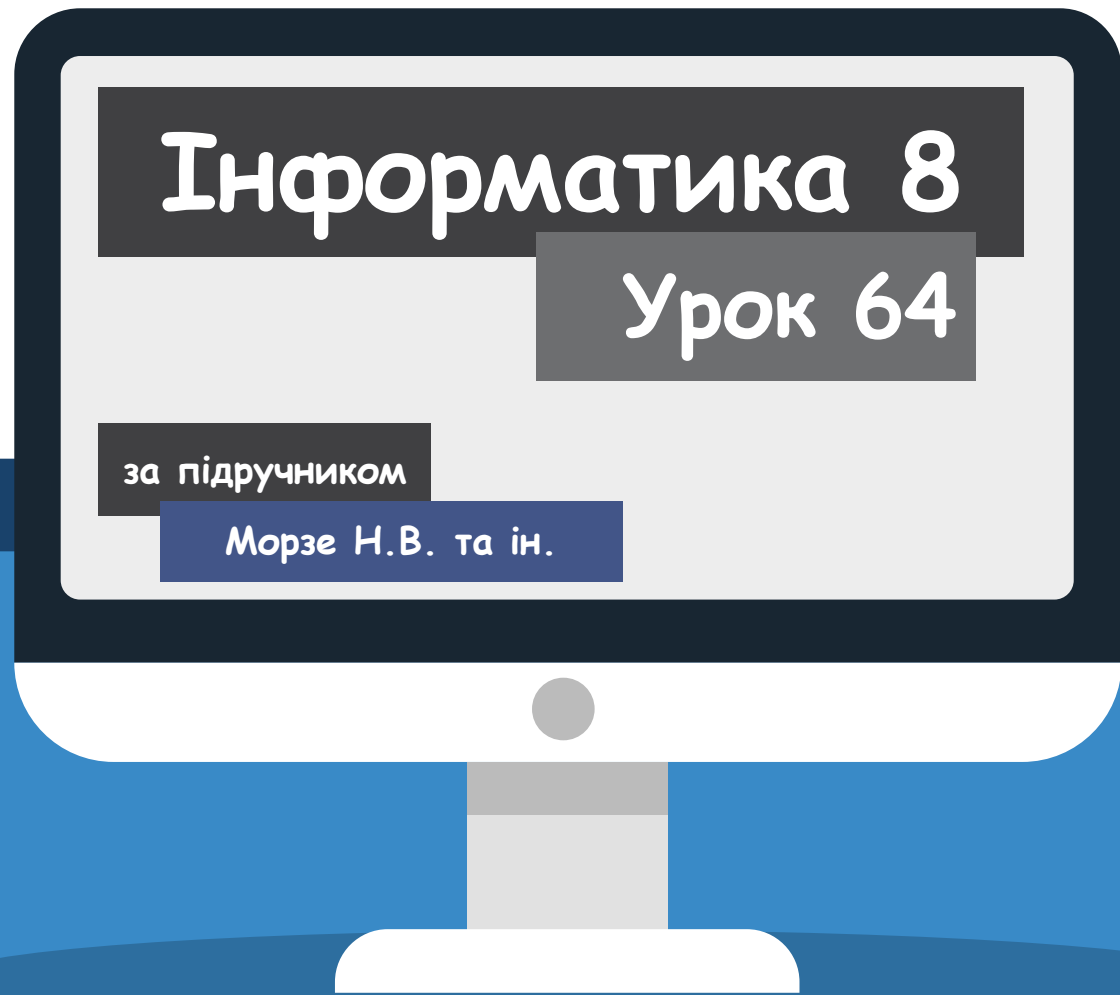 Інформатика 8
Урок 64
за підручником
Морзе Н.В. та ін.